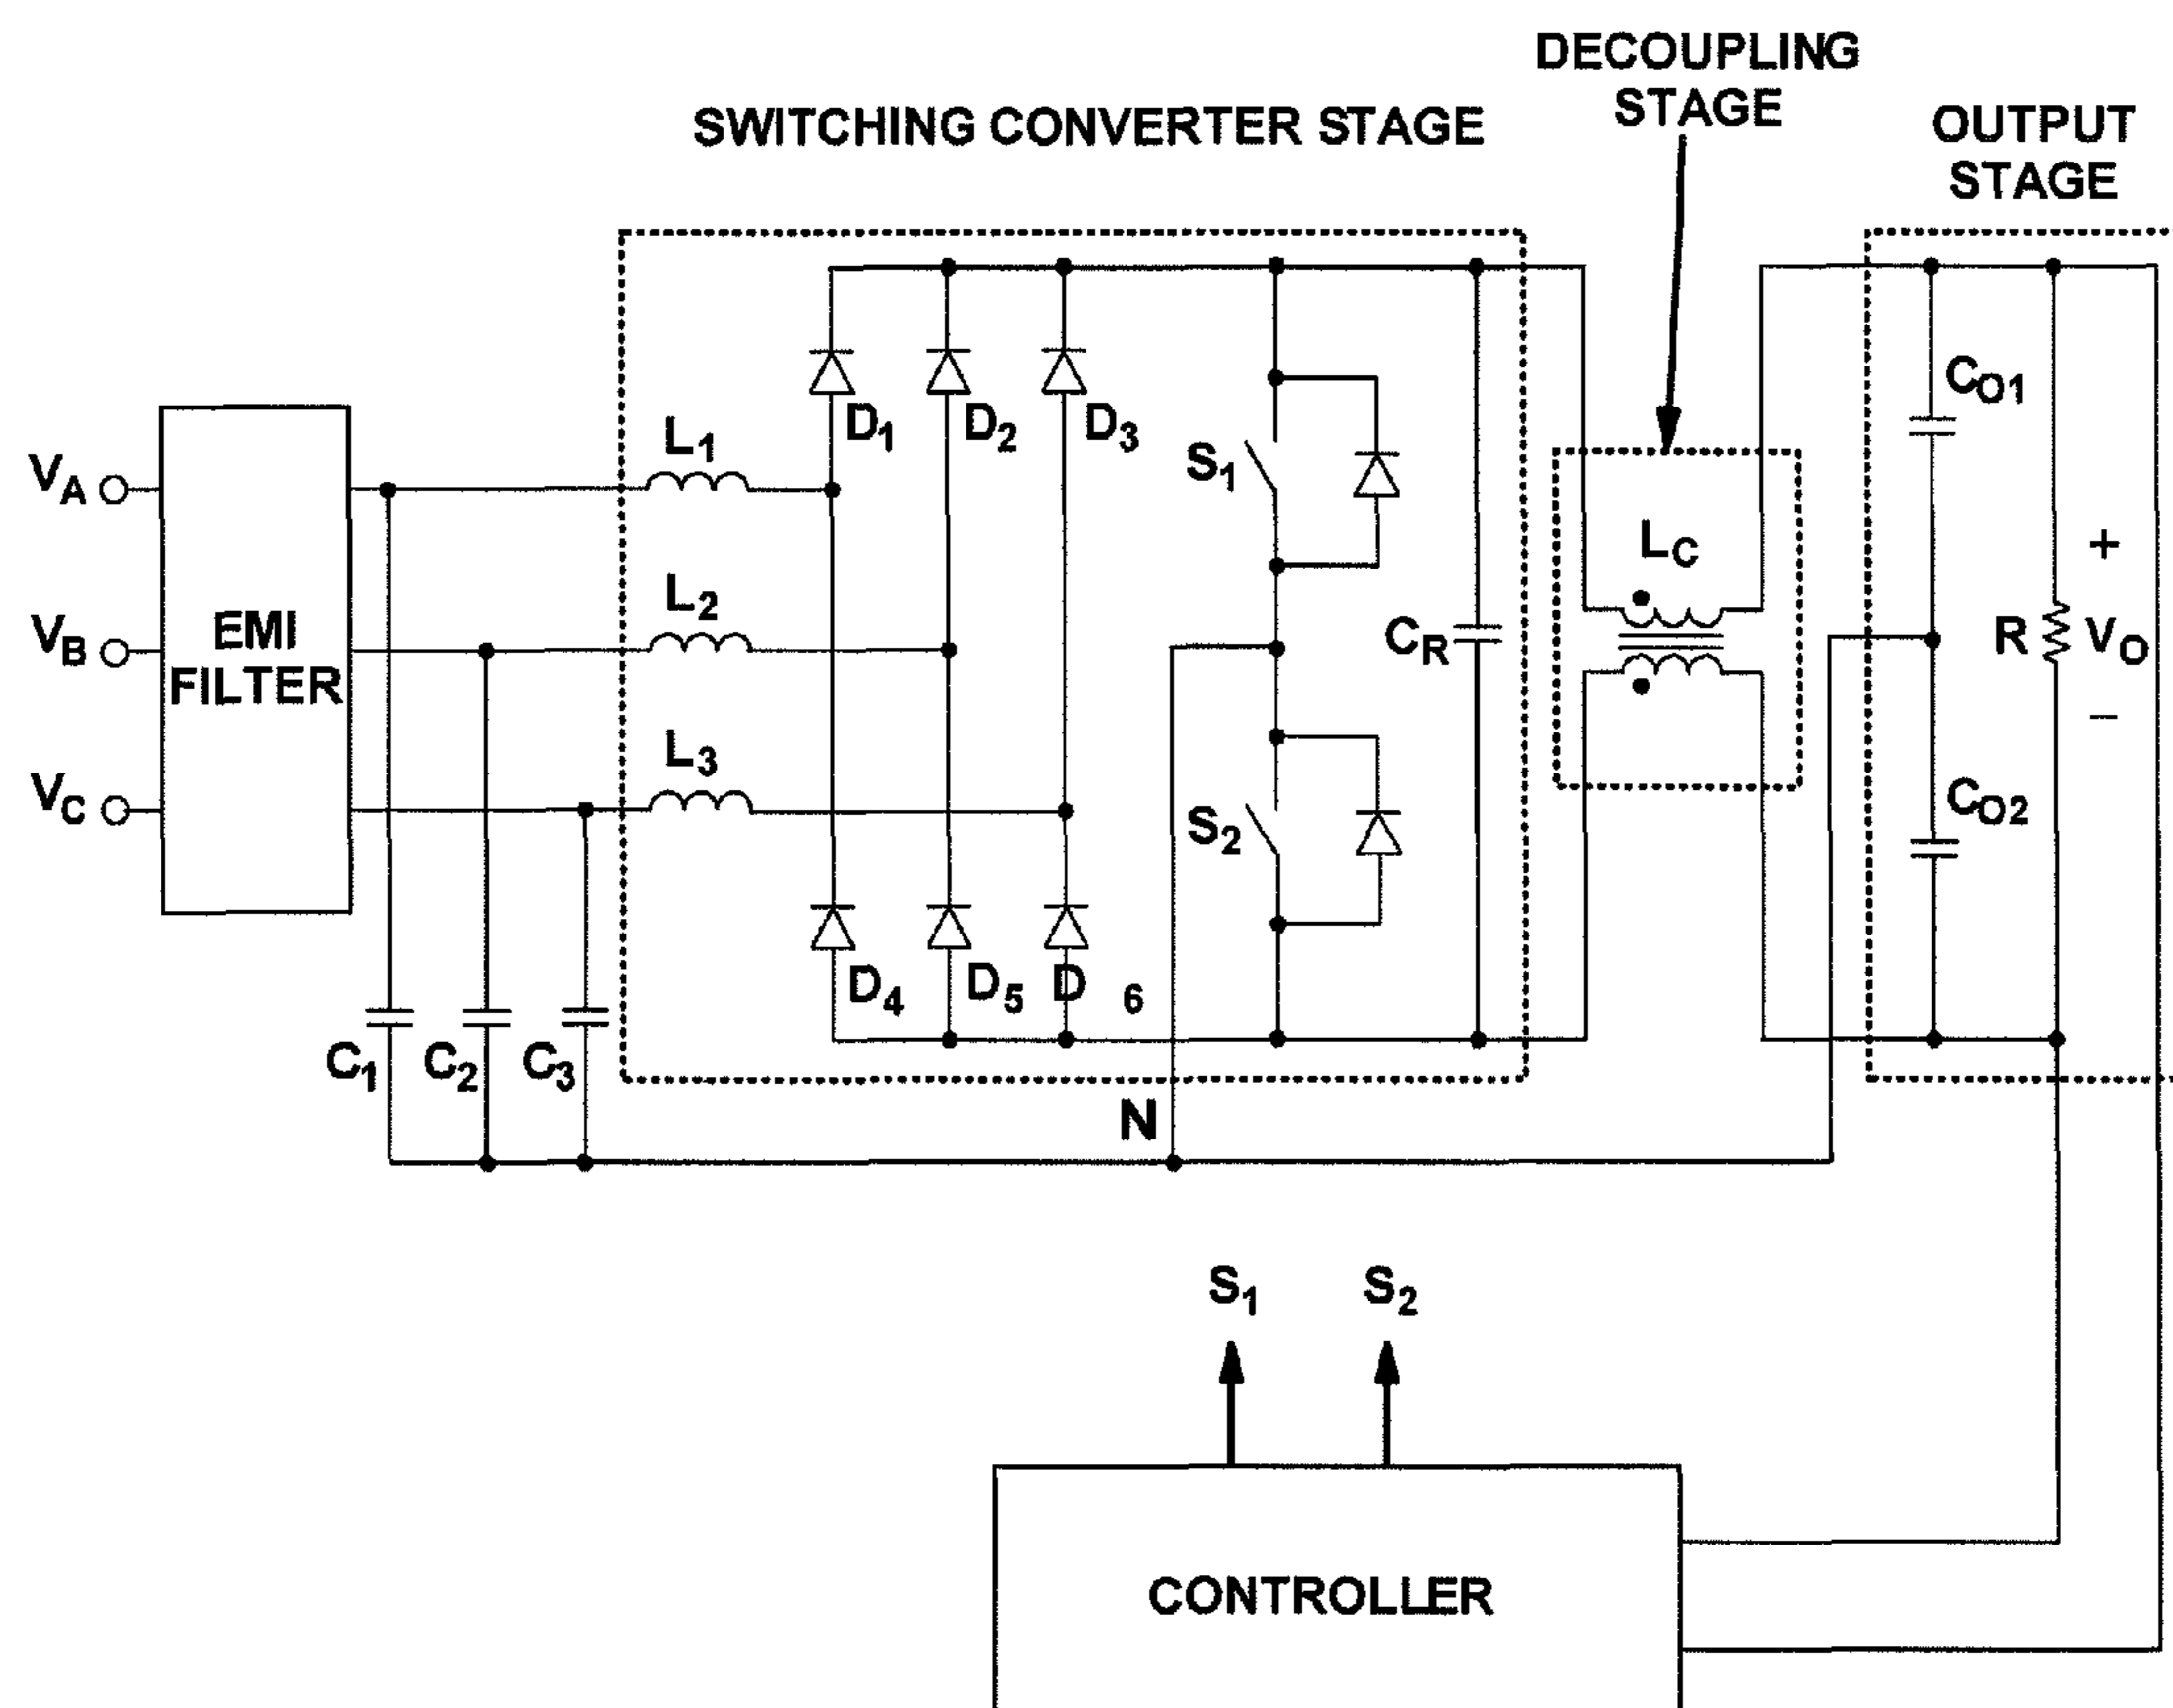 DECOUPLING
STAGE
SWITCHING CONVERTER STAGE
OUTPUT
STAGE
D1
D2
D3
CO1
L1
S1
VA
LC
+
L2
VB
EMI
FILTER
CR
R
VO
−
L3
VC
S2
CO2
D4
D5
D 6
C1
C2
C3
N
S1
S2
CONTROLLER